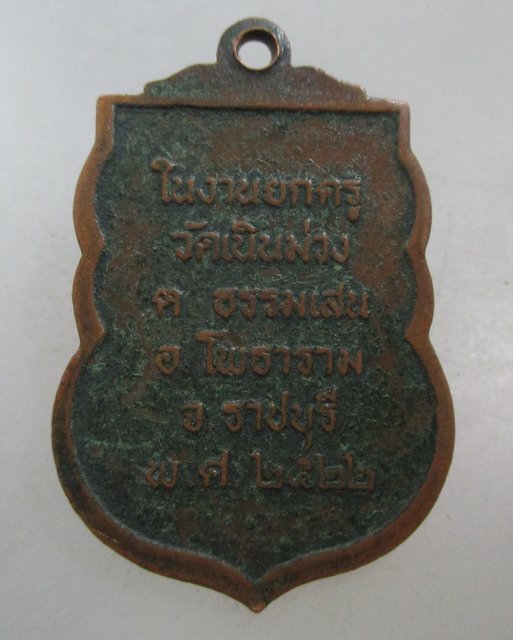 ในงานยกครู
วัดเนินม่วง
ต ธรรมเสน
อ. โพธาราม
จ ราชบุรี
พ.ศ. ๒๕๒๒